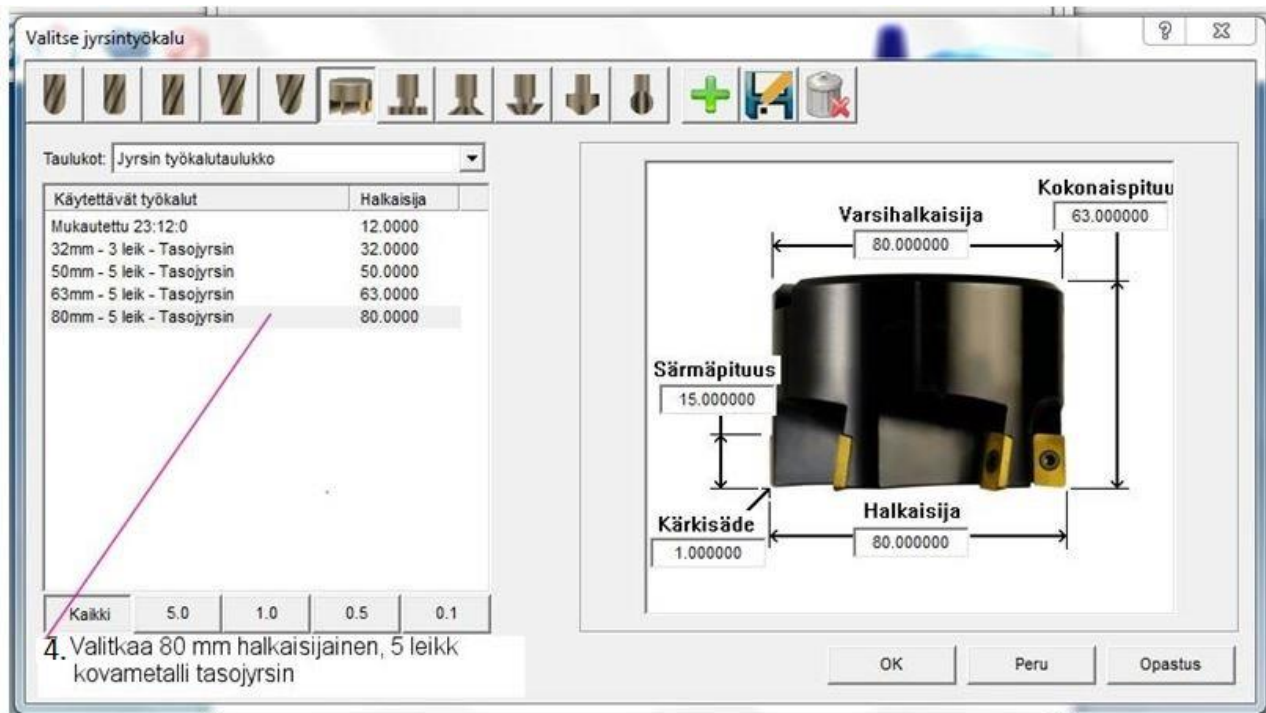 Valitse jyrsintyökalu
Taulukot: Jyrsin työkalutaulukko
Käytettävät työkalut Halkaisija
Mukautettu 23:12:0 12.0000
32mm - 3 leik - Tasojyrsin 32.0000
50mm - 5 leik - Tasojyrsin 50.0000
63mm - 5 leik - Tasojyrsin 63.0000
80mm - 5 leik - Tasojyrsin 80.0000
Kaikki 5.0 1.0 0.5 0.1
4. Valitkaa 80 mm halkaisijainen, 5 leikk
kovametalli tasojyrsin
Kokonaispituu
63.000000
Varsihalkaisija
80.000000
Särmäpituus
15.000000
Kärkisäde
1.000000
Halkaisija
80.000000
OK Peru Opastus